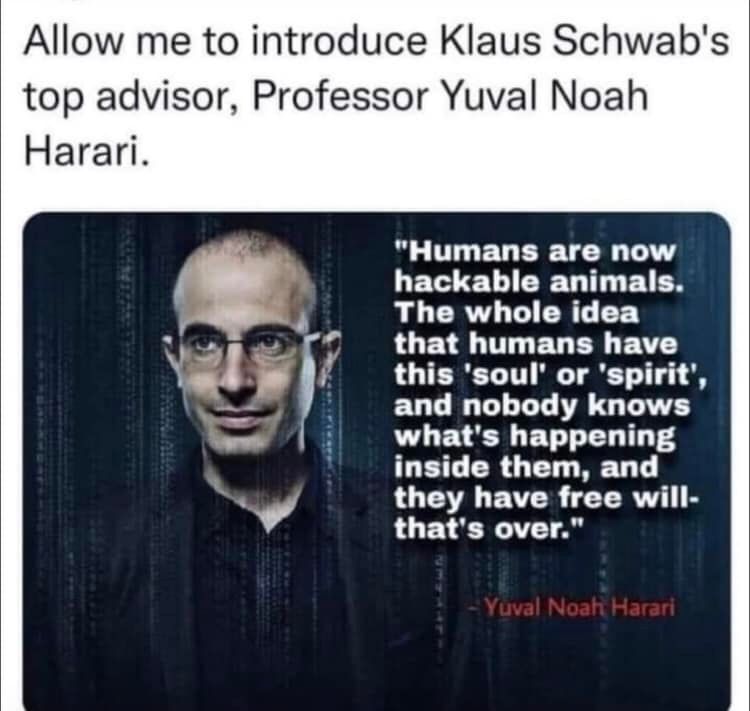 Allow me to introduce Klaus Schwab's
top advisor, Professor Yuval Noah
Harari.
"Humans are now
hackable animals.
The whole idea
that humans have
this 'soul' or 'spirit',
and nobody knows
what's happening
inside them, and
they have free will-
that's over."
- Yuval Noah Harari